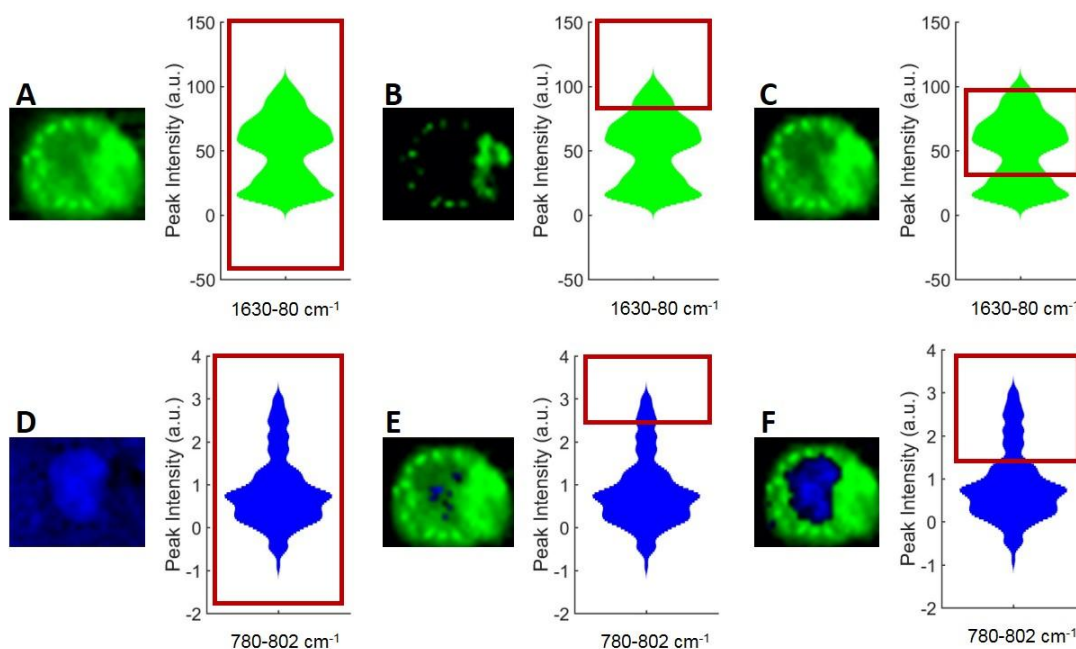 A
Peak Intensity (a.u.)
150
100
50
0
-50
1630-80 cm⁻¹
B
Peak Intensity (a.u.)
150
100
50
0
-50
1630-80 cm⁻¹
C
Peak Intensity (a.u.)
150
100
50
0
-50
1630-80 cm⁻¹
D
Peak Intensity (a.u.)
4
3
2
1
0
-1
-2
780-802 cm⁻¹
E
Peak Intensity (a.u.)
4
3
2
1
0
-1
-2
780-802 cm⁻¹
F
Peak Intensity (a.u.)
4
3
2
1
0
-1
-2
780-802 cm⁻¹